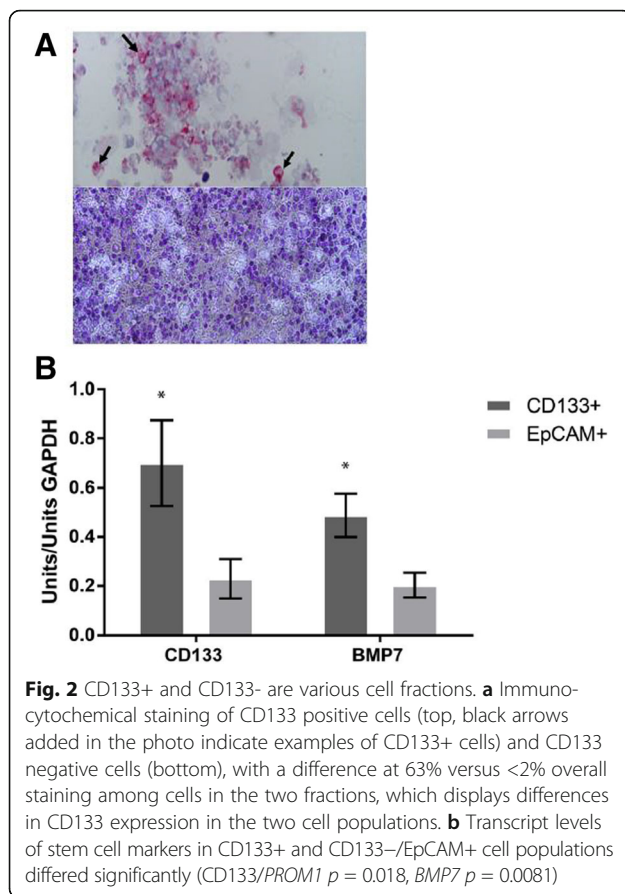 A
B
1.0
0.8
0.6
0.4
0.2
0.0
Units/Units GAPDH
*
*
CD133
BMP7
CD133+
EpCAM+
Fig. 2 CD133+ and CD133- are various cell fractions. a Immuno-
cytochemical staining of CD133 positive cells (top, black arrows
added in the photo indicate examples of CD133+ cells) and CD133
negative cells (bottom), with a difference at 63% versus <2% overall
staining among cells in the two fractions, which displays differences
in CD133 expression in the two cell populations. b Transcript levels
of stem cell markers in CD133+ and CD133−/EpCAM+ cell populations
differed significantly (CD133/PROM1 p = 0.018, BMP7 p = 0.0081)